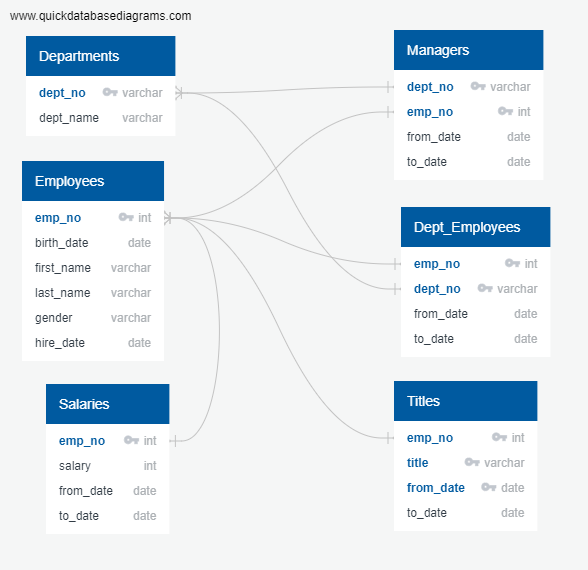 www.quickdatabasediagrams.com
Departments
dept_no varchar
dept_name varchar
Employees
emp_no int
birth_date date
first_name varchar
last_name varchar
gender varchar
hire_date date
Salaries
emp_no int
salary int
from_date date
to_date date
Managers
dept_no varchar
emp_no int
from_date date
to_date date
Dept_Employees
emp_no int
dept_no varchar
from_date date
to_date date
Titles
emp_no int
title varchar
from_date date
to_date date